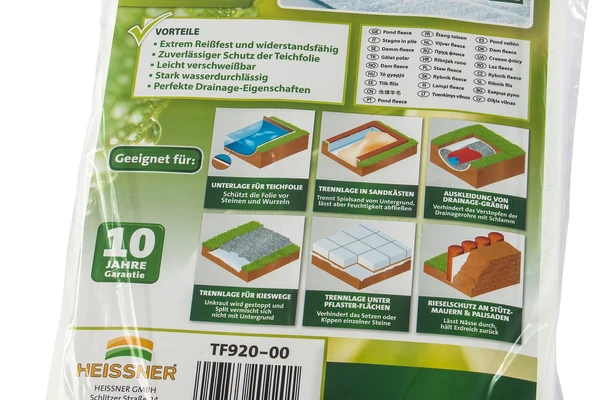 VORTEILE
• Extrem Reißfest und widerstandsfähig
• Zuverlässiger Schutz der Teichfolie
• Leicht verschweißbar
• Stark wasserdurchlässig
• Perfekte Drainage-Eigenschaften
GB Pond fleece
IT Stagno in pile
SE Damm fleece
TR Gölet polar
NO Dam fleece
HU Tó gyapjú
EE Tiik fliis
CN 池塘羊毛
PT Pond fleece
FR Étang toison
NL Vijver fleece
RU Пруд флис
Ribnjak runo
PL Staw fleece
SK Rybník fleece
FI Lampi fleece
LT Tvenkinys vilnos
ES Pond vellón
DK Dam fleece
UA Ставок флісу
RO Iaz fleece
CZ Rybník fleece
SI Ribnik flis
BG Езерце руно
LV Dīķis vilnas
Geeignet für:
UNTERLAGE FÜR TEICHFOLIE
Schützt die Folie vor
Steinen und Wurzeln
TRENNLAGE IN SANDKÄSTEN
Trennt Spielsand vom Untergrund,
lässt aber Feuchtigkeit abfließen
AUSKLEIDUNG VON
DRAINAGE-GRÄBEN
Verhindert das Verstopfen der
Drainagerohre mit Schlamm
10
JAHRE
Garantie
TRENNLAGE FÜR KIESWEGE
Unkraut wird gestoppt und
Split vermischt sich
nicht mit Untergrund
TRENNLAGE UNTER
PFLASTER-FLÄCHEN
Verhindert das Setzen oder
Kippen einzelner Steine
RIESELSCHUTZ AN STÜTZ-
MAUERN & PALISADEN
Lässt Nässe durch,
hält Erdreich zurück
HEISSNER
TF920-00
HEISSNER GMBH
Schlitzer Straße 24